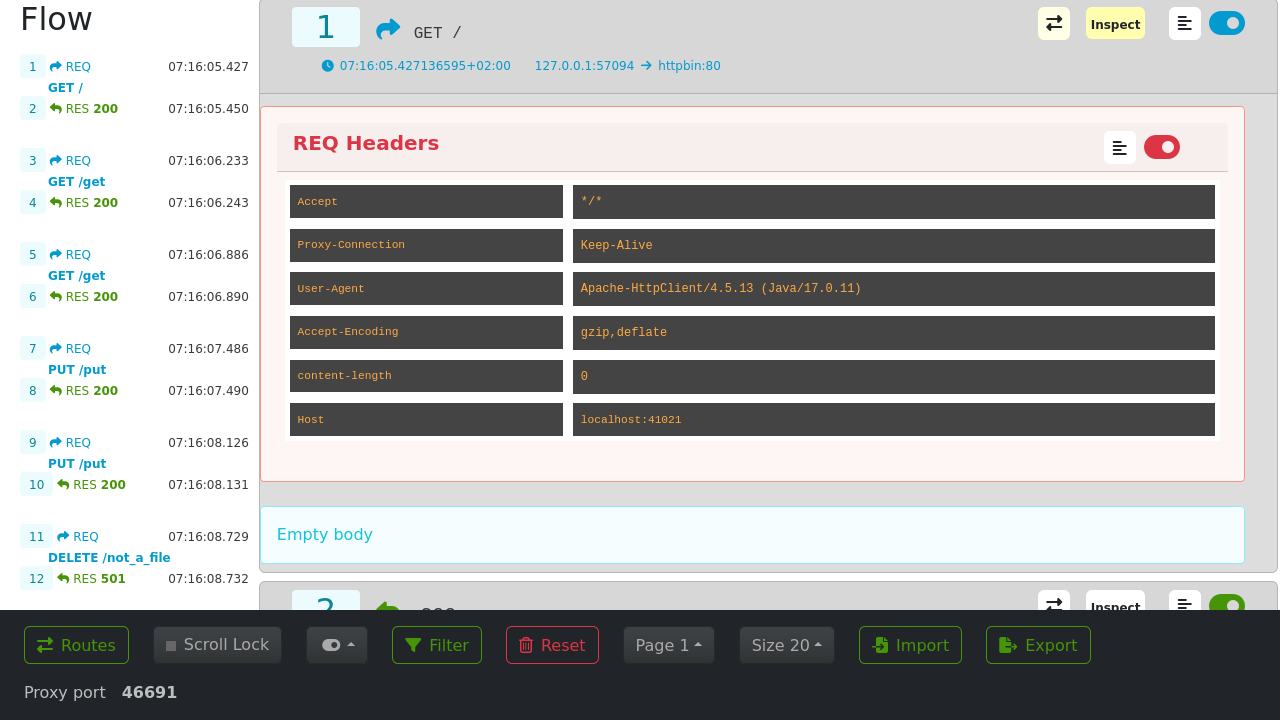 Flow
1 REQ 07:16:05.427
GET /
2 RES 200 07:16:05.450
3 REQ 07:16:06.233
GET /get
4 RES 200 07:16:06.243
5 REQ 07:16:06.886
GET /get
6 RES 200 07:16:06.890
7 REQ 07:16:07.486
PUT /put
8 RES 200 07:16:07.490
9 REQ 07:16:08.126
PUT /put
10 RES 200 07:16:08.131
11 REQ 07:16:08.729
DELETE /not_a_file
12 RES 501 07:16:08.732
1 GET / Inspect
07:16:05.427136595+02:00 127.0.0.1:57094 → httpbin:80
REQ Headers
Accept */*
Proxy-Connection Keep-Alive
User-Agent Apache-HttpClient/4.5.13 (Java/17.0.11)
Accept-Encoding gzip,deflate
content-length 0
Host localhost:41021
Empty body
2 Inspect
Routes Scroll Lock Filter Reset Page 1 Size 20 Import Export
Proxy port 46691